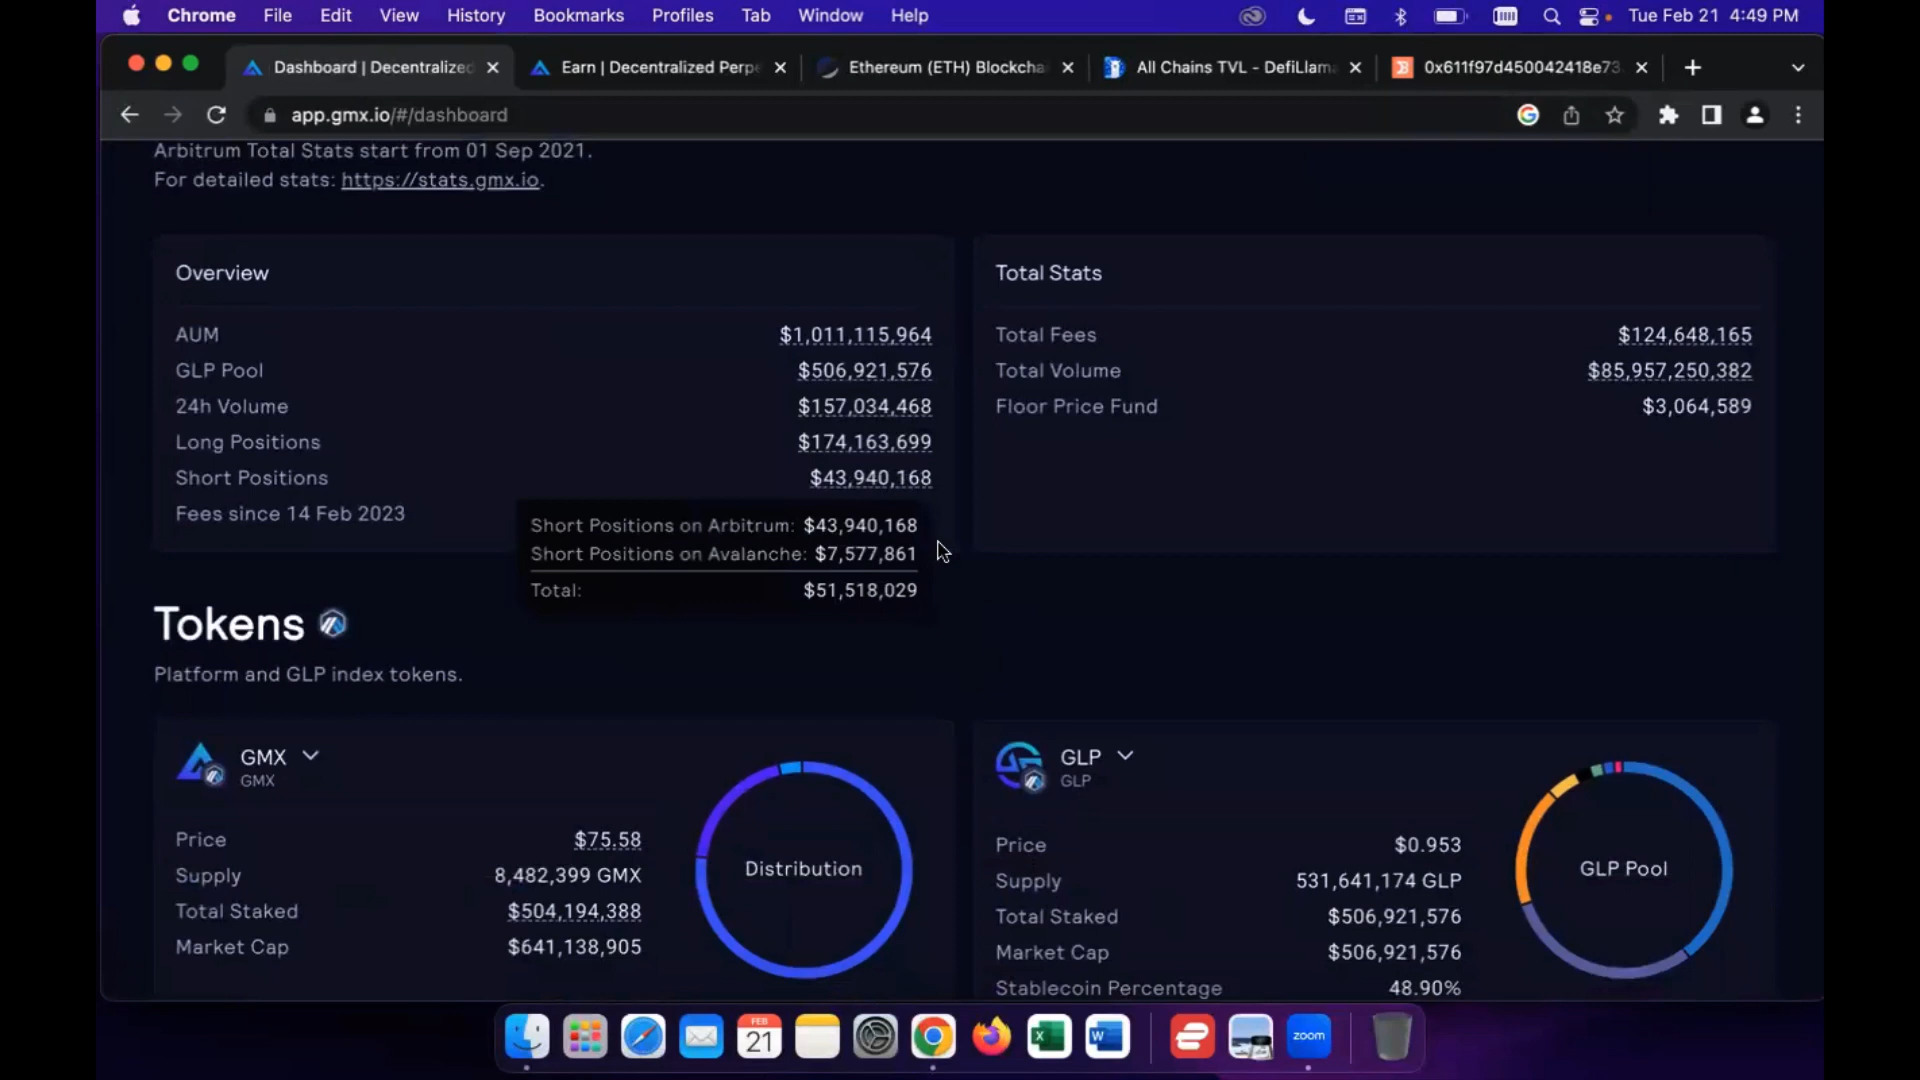 Chrome File Edit View History Bookmarks Profiles Tab Window Help Tue Feb 21 4:49 PM
Dashboard | Decentralized Earn | Decentralized Perpe Ethereum (ETH) Blockcha All Chains TVL - DefiLlam 0x611f97d450042418e73
app.gmx.io/#/dashboard
Arbitrum Total Stats start from 01 Sep 2021.
For detailed stats: https://stats.gmx.io.
Overview
AUM $1,011,115,964
GLP Pool $506,921,576
24h Volume $157,034,468
Long Positions $174,163,699
Short Positions $43,940,168
Fees since 14 Feb 2023
Short Positions on Arbitrum: $43,940,168
Short Positions on Avalanche: $7,577,861
Total: $51,518,029
Total Stats
Total Fees $124,648,165
Total Volume $85,957,250,382
Floor Price Fund $3,064,589
Tokens
Platform and GLP index tokens.
GMX
GMX
Price $75.58
Supply 8,482,399 GMX
Total Staked $504,194,388
Market Cap $641,138,905
Distribution
GLP
GLP
Price $0.953
Supply 531,641,174 GLP
Total Staked $506,921,576
Market Cap $506,921,576
Stablecoin Percentage 48.90%
GLP Pool
FEB
21
zoom